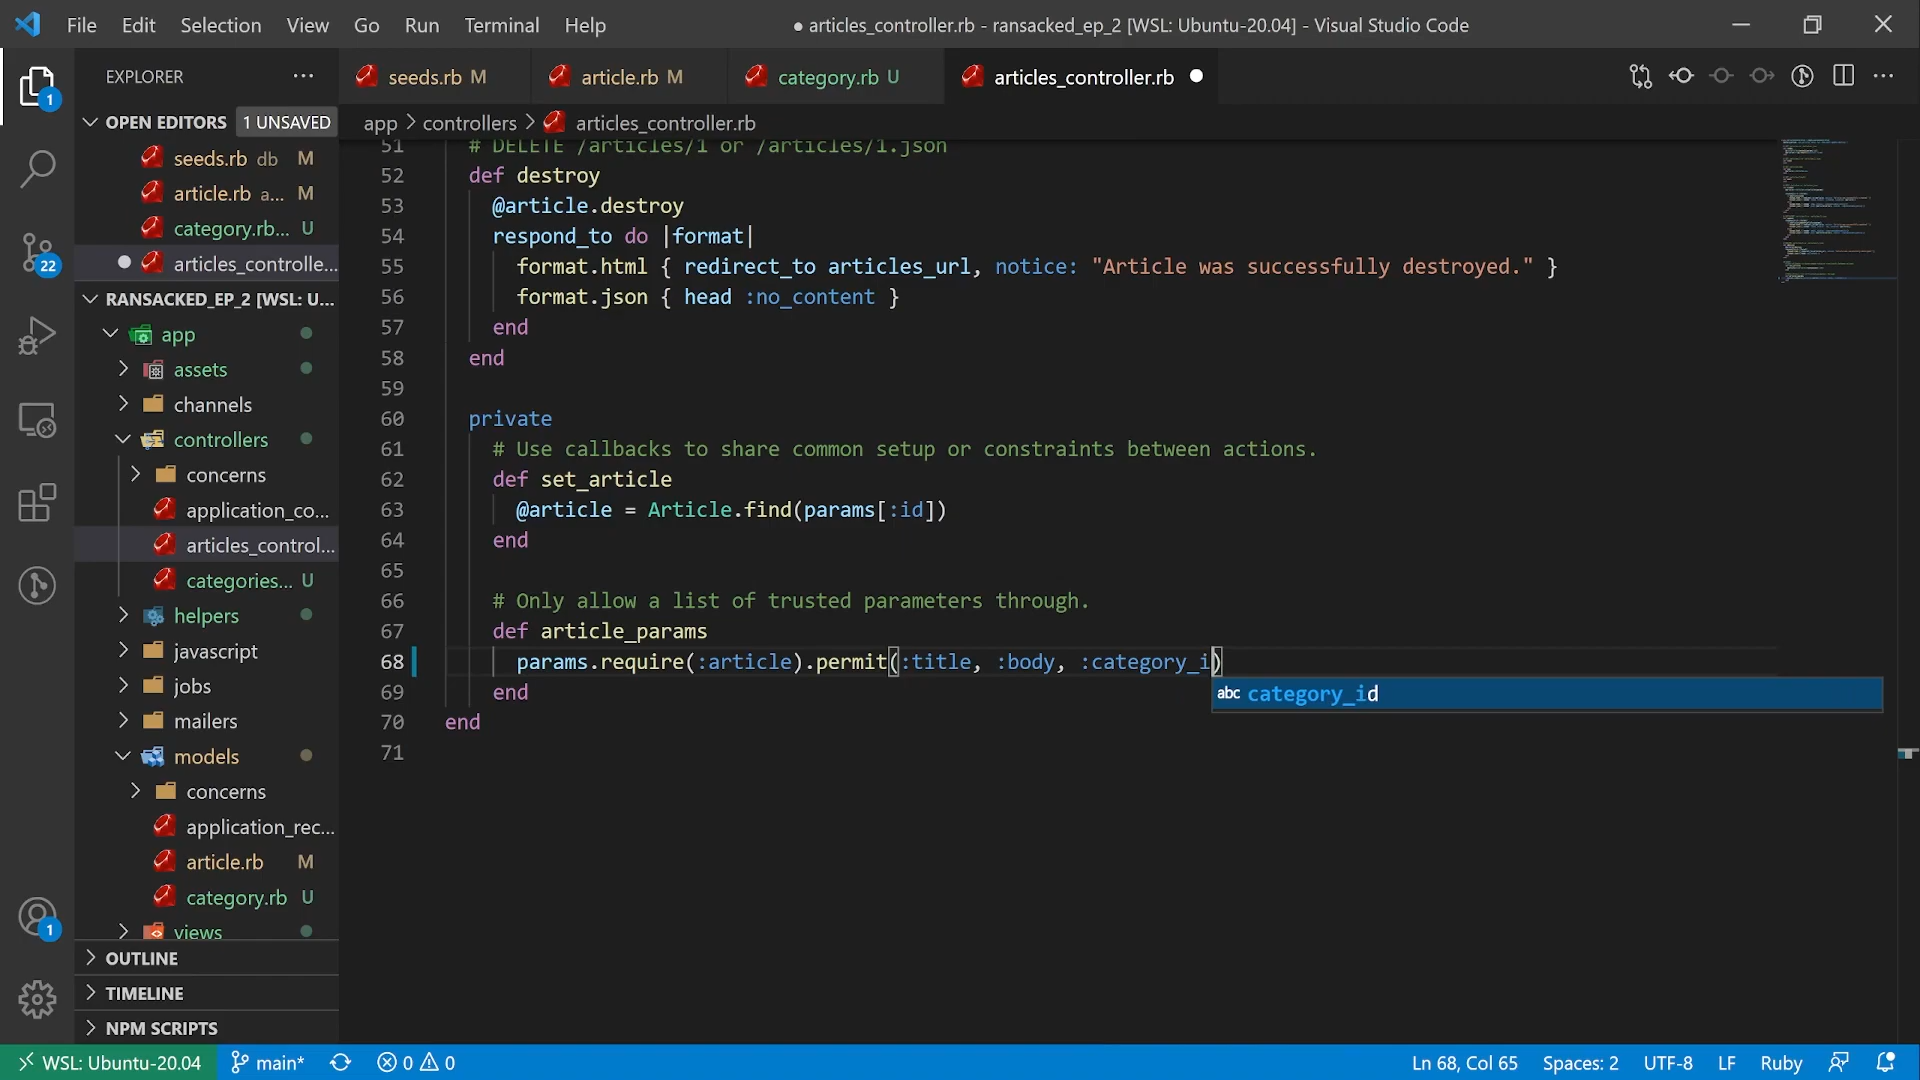 File Edit Selection View Go Run Terminal Help
● articles_controller.rb - ransacked_ep_2 [WSL: Ubuntu-20.04] - Visual Studio Code
EXPLORER
seeds.rb M
article.rb M
category.rb U
articles_controller.rb
OPEN EDITORS 1 UNSAVED
seeds.rb db M
article.rb a... M
category.rb... U
articles_controlle...
RANSACKED_EP_2 [WSL: U...
app
assets
channels
controllers
concerns
application_co...
articles_control...
categories... U
helpers
javascript
jobs
mailers
models
concerns
application_rec...
article.rb M
category.rb U
views
OUTLINE
TIMELINE
NPM SCRIPTS
1
22
1
app > controllers > articles_controller.rb
51 # DELETE /articles/1 or /articles/1.json
52 def destroy
53 @article.destroy
54 respond_to do |format|
55 format.html { redirect_to articles_url, notice: "Article was successfully destroyed." }
56 format.json { head :no_content }
57 end
58 end
59
60 private
61 # Use callbacks to share common setup or constraints between actions.
62 def set_article
63 @article = Article.find(params[:id])
64 end
65
66 # Only allow a list of trusted parameters through.
67 def article_params
68 params.require(:article).permit(:title, :body, :category_i)
abc category_id
69 end
70 end
71
WSL: Ubuntu-20.04 main* 0 0
Ln 68, Col 65 Spaces: 2 UTF-8 LF Ruby